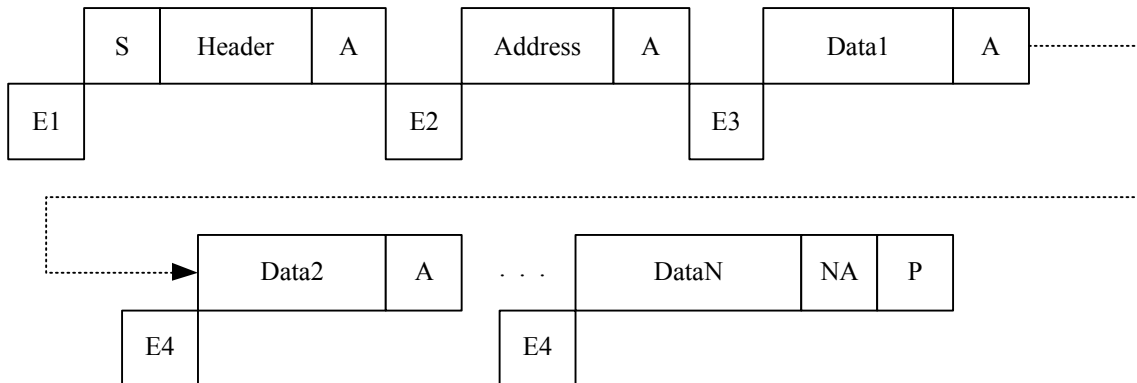 S Header A Address A Data1 A
E1 E2 E3
Data2 A . . . DataN NA P
E4 E4